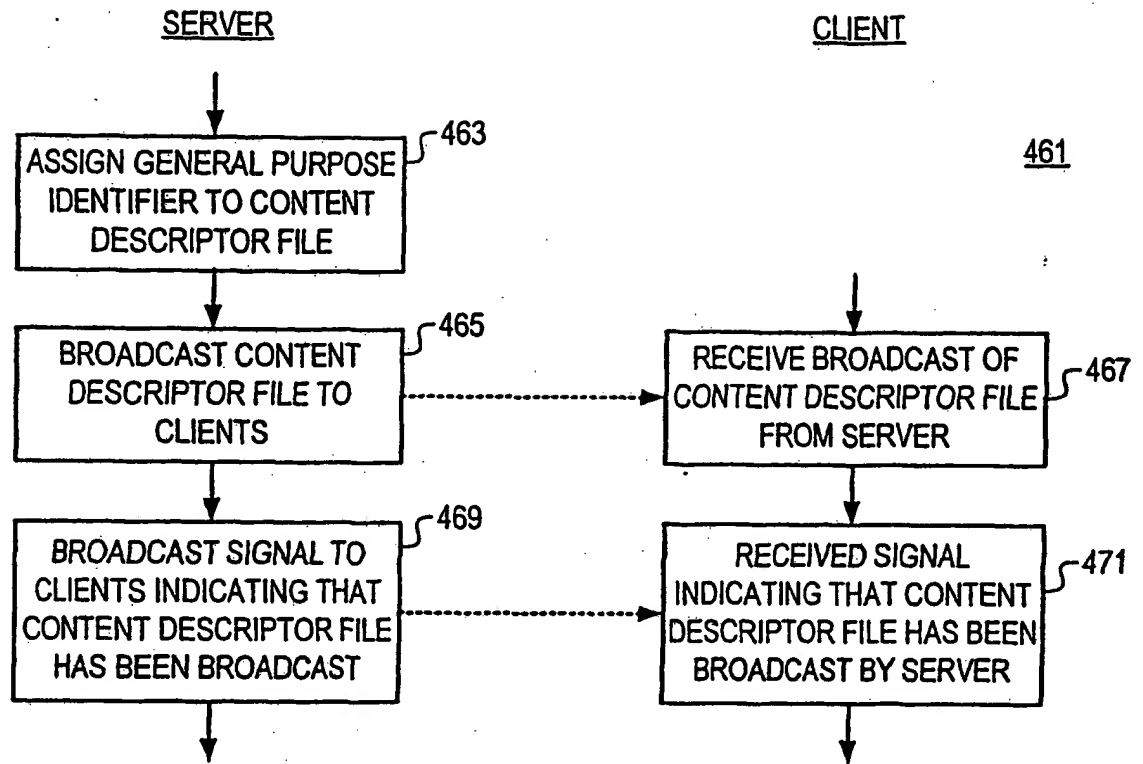 SERVER
CLIENT
461
463
ASSIGN GENERAL PURPOSE
IDENTIFIER TO CONTENT
DESCRIPTOR FILE
465
BROADCAST CONTENT
DESCRIPTOR FILE TO
CLIENTS
RECEIVE BROADCAST OF
CONTENT DESCRIPTOR FILE
FROM SERVER
467
469
BROADCAST SIGNAL TO
CLIENTS INDICATING THAT
CONTENT DESCRIPTOR FILE
HAS BEEN BROADCAST
RECEIVED SIGNAL
INDICATING THAT CONTENT
DESCRIPTOR FILE HAS BEEN
BROADCAST BY SERVER
471